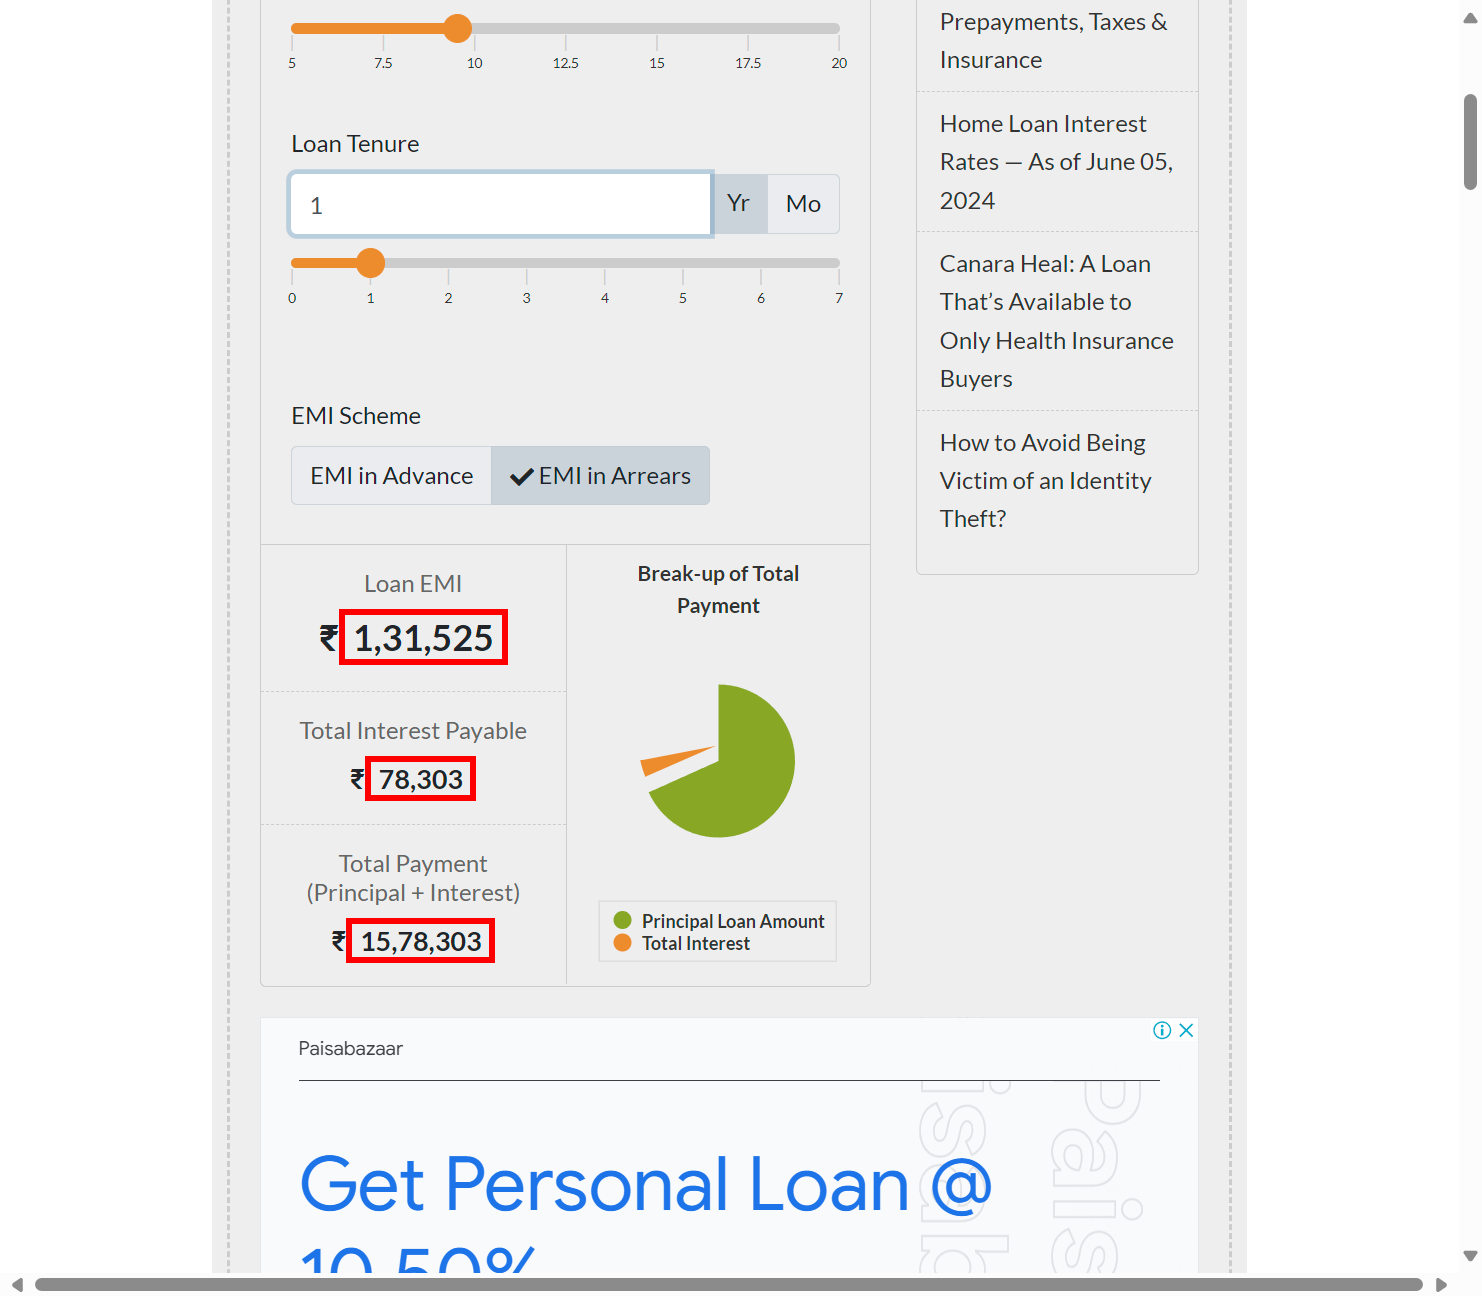 5 7.5 10 12.5 15 17.5 20
Loan Tenure
1 Yr Mo
0 1 2 3 4 5 6 7
EMI Scheme
EMI in Advance EMI in Arrears
Loan EMI
₹ 1,31,525
Total Interest Payable
₹ 78,303
Total Payment
(Principal + Interest)
₹ 15,78,303
Break-up of Total
Payment
Principal Loan Amount
Total Interest
Prepayments, Taxes &
Insurance
Home Loan Interest
Rates — As of June 05,
2024
Canara Heal: A Loan
That’s Available to
Only Health Insurance
Buyers
How to Avoid Being
Victim of an Identity
Theft?
Paisabazaar
Get Personal Loan @
10.50%